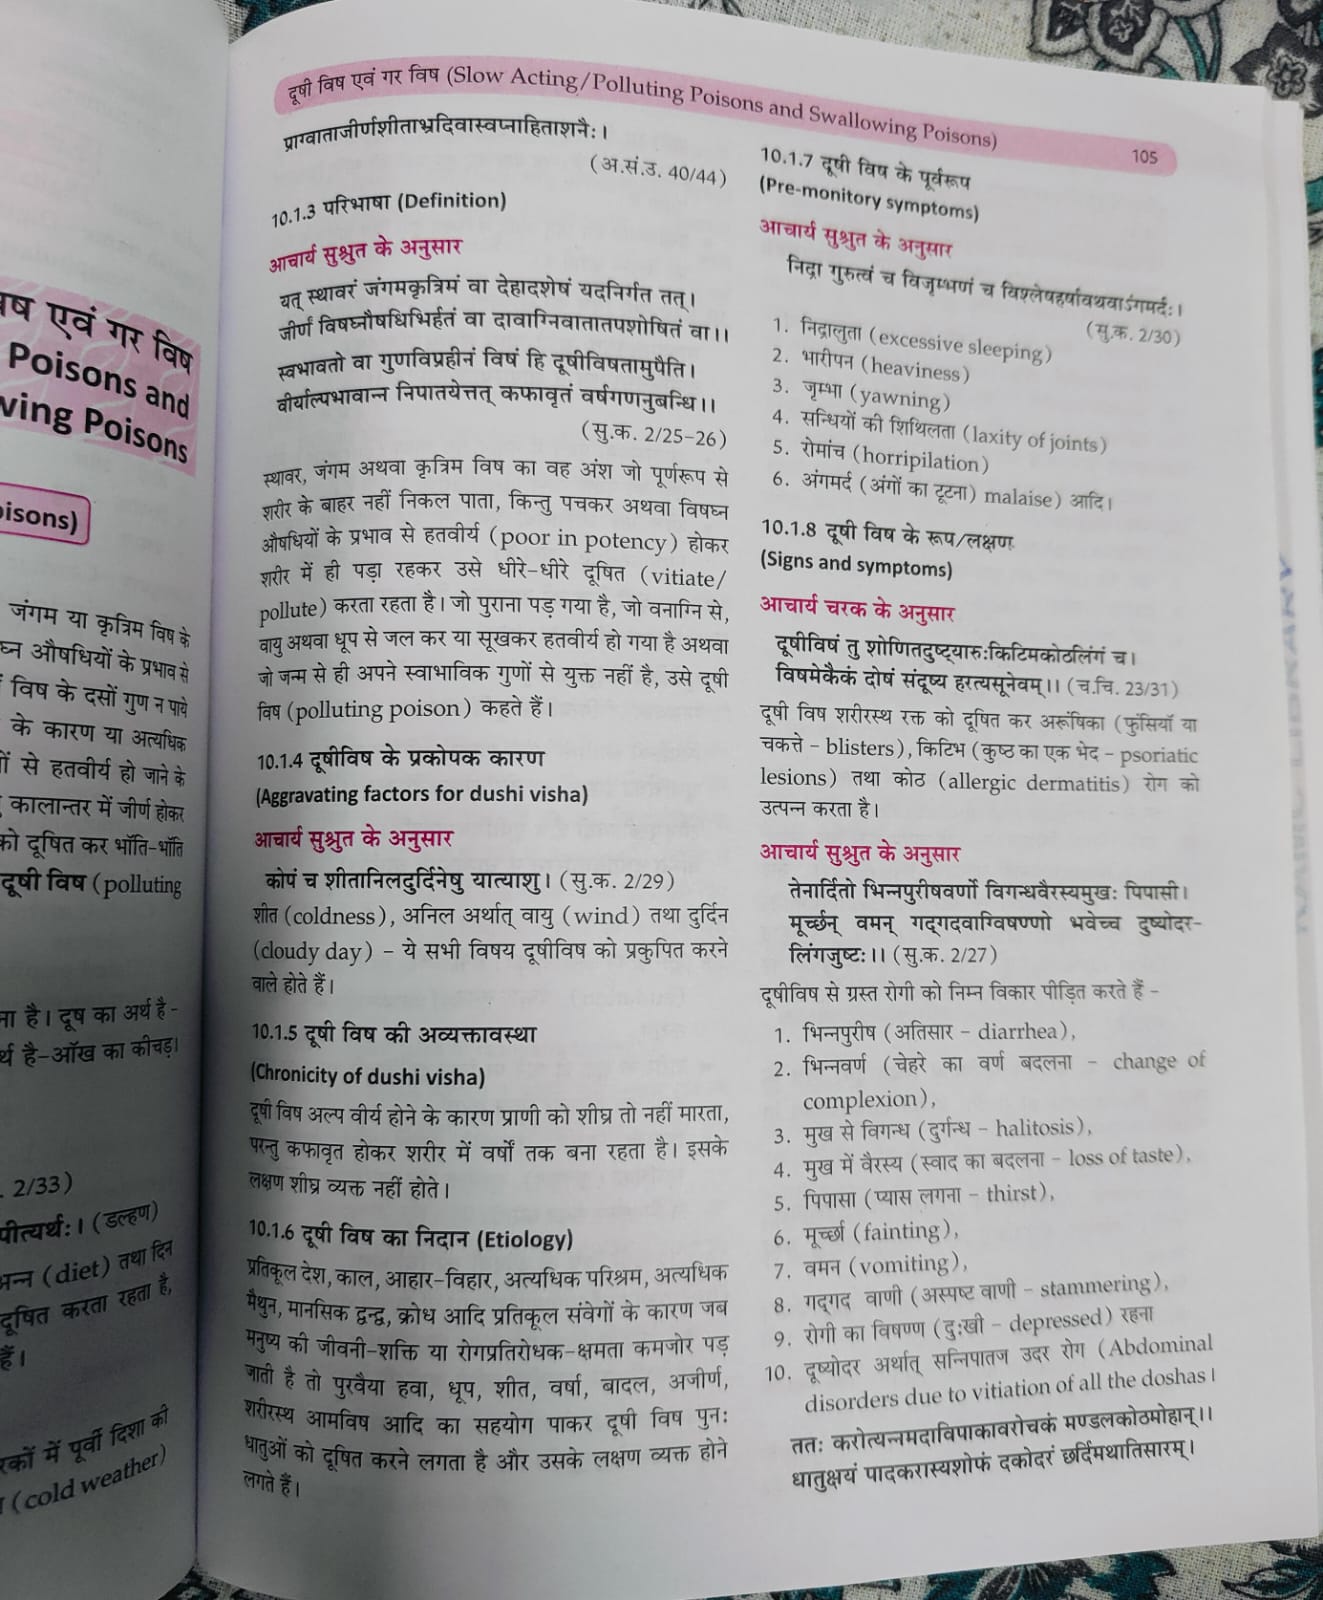 ष एवं गर विष
Poisons and
wing Poisons
isons)
जंगम या कृत्रिम विष के
घ्न औषधियों के प्रभाव से
विष के दसों गुण न पाये
के कारण या अत्यधिक
से हतवीर्य हो जाने के
कालान्तर में जीर्ण होकर
को दूषित कर भाँति-भाँति
दूषी विष (polluting
ना है। दूष का अर्थ है -
र्थ है-आँख का कीचड़।
. 2/33)
पीत्यर्थः। (डल्हण)
अन्न (diet) तथा दिन
दूषित करता रहता है,
हैं।
रकों में पूर्वी दिशा की
(cold weather)
दूषी विष एवं गर विष (Slow Acting/Polluting Poisons and Swallowing Poisons)
105
प्राग्वाताजीर्णशीताभ्रदिवास्वप्नाहिताशनैः।
(अ.सं.उ. 40/44)
10.1.3 परिभाषा (Definition)
आचार्य सुश्रुत के अनुसार
यत् स्थावरं जंगमकृत्रिमं वा देहादशेषं यदनिर्गत तत्।
जीर्णं विषघ्नौषधिभिर्हतं वा दावाग्निवातातपशोषितं वा।।
स्वभावतो वा गुणविप्रहीनं विषं हि दूषीविषतामुपैति।
वीर्याल्पभावान्न निपातयेत्तत् कफावृतं वर्षगणनुबन्धि।।
(सु.क. 2/25-26)
स्थावर, जंगम अथवा कृत्रिम विष का वह अंश जो पूर्णरूप से
शरीर के बाहर नहीं निकल पाता, किन्तु पचकर अथवा विषघ्न
औषधियों के प्रभाव से हतवीर्य (poor in potency) होकर
शरीर में ही पड़ा रहकर उसे धीरे-धीरे दूषित (vitiate/
pollute) करता रहता है। जो पुराना पड़ गया है, जो वनाग्नि से,
वायु अथवा धूप से जल कर या सूखकर हतवीर्य हो गया है अथवा
जो जन्म से ही अपने स्वाभाविक गुणों से युक्त नहीं है, उसे दूषी
विष (polluting poison) कहते हैं।
10.1.4 दूषीविष के प्रकोपक कारण
(Aggravating factors for dushi visha)
आचार्य सुश्रुत के अनुसार
कोपं च शीतानिलदुर्दिनेषु यात्याशु। (सु.क. 2/29)
शीत (coldness), अनिल अर्थात् वायु (wind) तथा दुर्दिन
(cloudy day) - ये सभी विषय दूषीविष को प्रकुपित करने
वाले होते हैं।
10.1.5 दूषी विष की अव्यक्तावस्था
(Chronicity of dushi visha)
दूषी विष अल्प वीर्य होने के कारण प्राणी को शीघ्र तो नहीं मारता,
परन्तु कफावृत होकर शरीर में वर्षों तक बना रहता है। इसके
लक्षण शीघ्र व्यक्त नहीं होते।
10.1.6 दूषी विष का निदान (Etiology)
प्रतिकूल देश, काल, आहार-विहार, अत्यधिक परिश्रम, अत्यधिक
मैथुन, मानसिक द्वन्द्व, क्रोध आदि प्रतिकूल संवेगों के कारण जब
मनुष्य की जीवनी-शक्ति या रोगप्रतिरोधक-क्षमता कमजोर पड़
जाती है तो पुरवैया हवा, धूप, शीत, वर्षा, बादल, अजीर्ण,
शरीरस्थ आमविष आदि का सहयोग पाकर दूषी विष पुनः
धातुओं को दूषित करने लगता है और उसके लक्षण व्यक्त होने
लगते हैं।
10.1.7 दूषी विष के पूर्वरूप
(Pre-monitory symptoms)
आचार्य सुश्रुत के अनुसार
निद्रा गुरुत्वं च विजृम्भणं च विश्लेषहर्षावथवाऽंगमर्दः।
(सु.क. 2/30)
1. निद्रालुता (excessive sleeping)
2. भारीपन (heaviness)
3. जृम्भा (yawning)
4. सन्धियों की शिथिलता (laxity of joints)
5. रोमांच (horripilation)
6. अंगमर्द (अंगों का टूटना) malaise) आदि।
10.1.8 दूषी विष के रूप/लक्षण
(Signs and symptoms)
आचार्य चरक के अनुसार
दूषीविषं तु शोणितदुष्ट्यारुःकिटिमकोठलिंगं च।
विषमेकैकं दोषं संदूष्य हरत्यसूनेवम्।। (च.चि. 23/31)
दूषी विष शरीरस्थ रक्त को दूषित कर अरूंषिका (फुंसियाँ या
चकत्ते - blisters), किटिभ (कुष्ठ का एक भेद - psoriatic
lesions) तथा कोठ (allergic dermatitis) रोग को
उत्पन्न करता है।
आचार्य सुश्रुत के अनुसार
तेनार्दितो भिन्नपुरीषवर्णो विगन्धवैरस्यमुखः पिपासी।
मूर्च्छन् वमन् गद्गदवाग्विषण्णो भवेच्च दुष्योदर-
लिंगजुष्टः।। (सु.क. 2/27)
दूषीविष से ग्रस्त रोगी को निम्न विकार पीड़ित करते हैं -
1. भिन्नपुरीष (अतिसार - diarrhea),
2. भिन्नवर्ण (चेहरे का वर्ण बदलना - change of
complexion),
3. मुख से विगन्ध (दुर्गन्ध - halitosis),
4. मुख में वैरस्य (स्वाद का बदलना - loss of taste),
5. पिपासा (प्यास लगना - thirst),
6. मूर्च्छा (fainting),
7. वमन (vomiting),
8. गद्गद वाणी (अस्पष्ट वाणी - stammering),
9. रोगी का विषण्ण (दुःखी - depressed) रहना
10. दूष्योदर अर्थात् सन्निपातज उदर रोग (Abdominal
disorders due to vitiation of all the doshas।
ततः करोत्यन्नमदाविपाकावरोचकं मण्डलकोठमोहान्।।
धातुक्षयं पादकरास्यशोफं दकोदरं छर्दिमथातिसारम्।